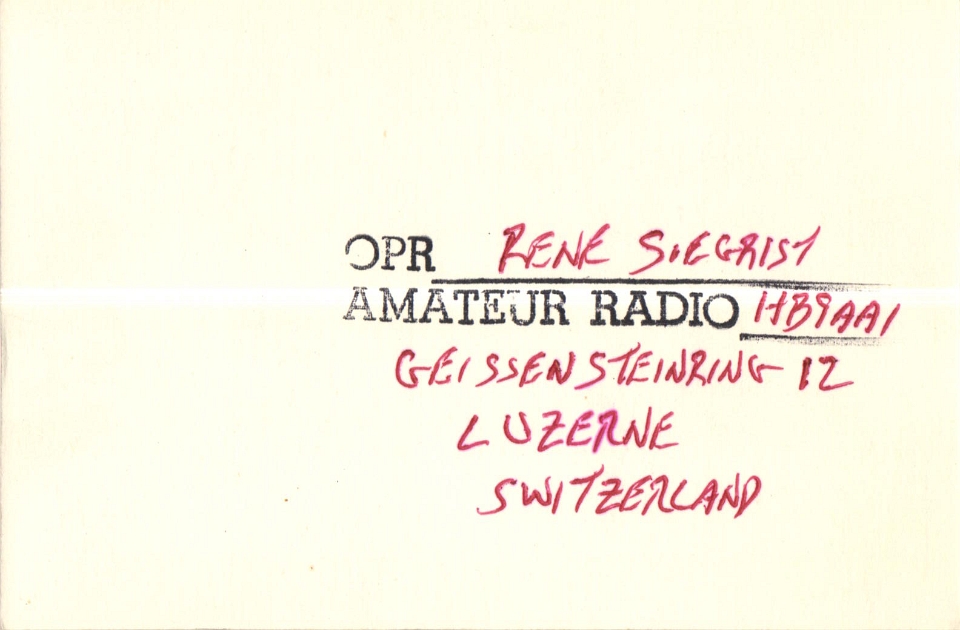 OPR RENE SIEGRIST
AMATEUR RADIO HB9AAI
GEISSENSTEINRING 12
LUZERNE
SWITZERLAND